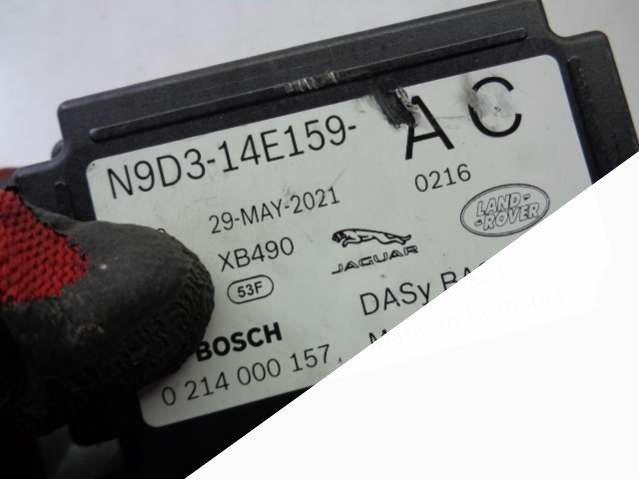 N9D3-14E159- AC
29-MAY-2021 0216
XB490 JAGUAR LAND-ROVER
53F DASy
BOSCH
0 214 000 157